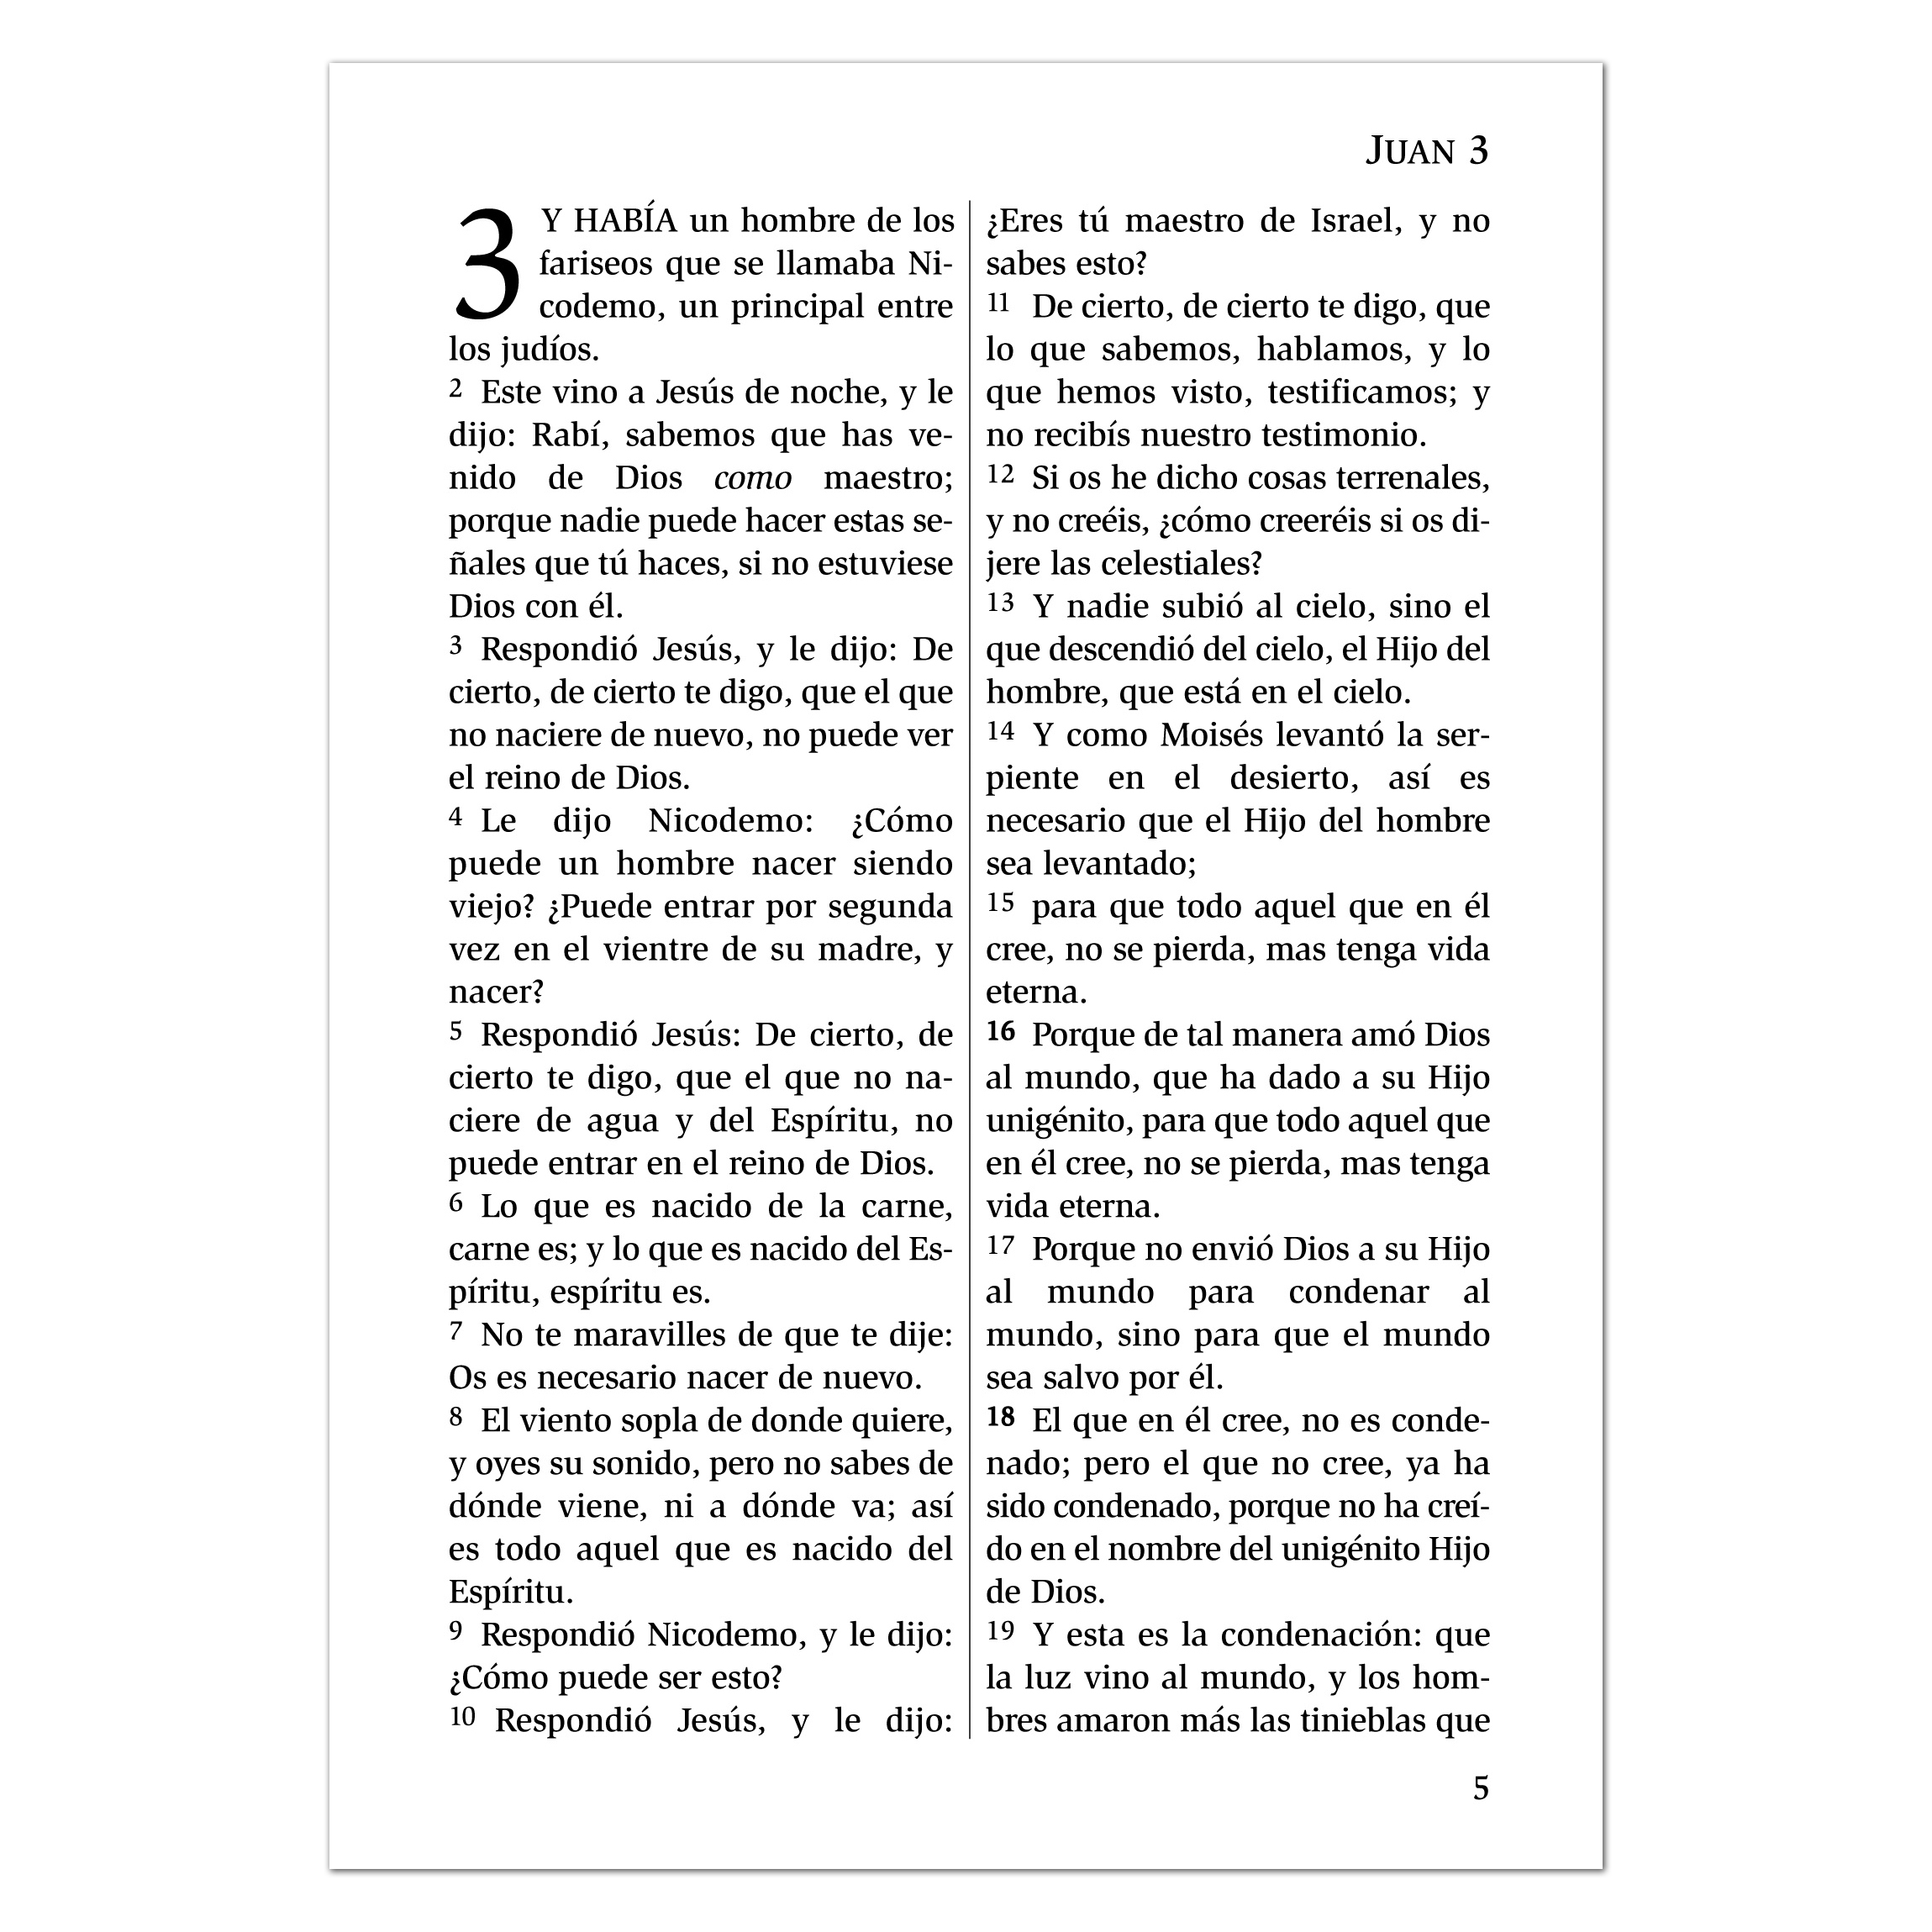 JUAN 3
3 Y HABÍA un hombre de los
fariseos que se llamaba Ni-
codemo, un principal entre
los judíos.
2 Este vino a Jesús de noche, y le
dijo: Rabí, sabemos que has ve-
nido de Dios como maestro;
porque nadie puede hacer estas se-
ñales que tú haces, si no estuviese
Dios con él.
3 Respondió Jesús, y le dijo: De
cierto, de cierto te digo, que el que
no naciere de nuevo, no puede ver
el reino de Dios.
4 Le dijo Nicodemo: ¿Cómo
puede un hombre nacer siendo
viejo? ¿Puede entrar por segunda
vez en el vientre de su madre, y
nacer?
5 Respondió Jesús: De cierto, de
cierto te digo, que el que no na-
ciere de agua y del Espíritu, no
puede entrar en el reino de Dios.
6 Lo que es nacido de la carne,
carne es; y lo que es nacido del Es-
píritu, espíritu es.
7 No te maravilles de que te dije:
Os es necesario nacer de nuevo.
8 El viento sopla de donde quiere,
y oyes su sonido, pero no sabes de
dónde viene, ni a dónde va; así
es todo aquel que es nacido del
Espíritu.
9 Respondió Nicodemo, y le dijo:
¿Cómo puede ser esto?
10 Respondió Jesús, y le dijo:
¿Eres tú maestro de Israel, y no
sabes esto?
11 De cierto, de cierto te digo, que
lo que sabemos, hablamos, y lo
que hemos visto, testificamos; y
no recibís nuestro testimonio.
12 Si os he dicho cosas terrenales,
y no creéis, ¿cómo creeréis si os di-
jere las celestiales?
13 Y nadie subió al cielo, sino el
que descendió del cielo, el Hijo del
hombre, que está en el cielo.
14 Y como Moisés levantó la ser-
piente en el desierto, así es
necesario que el Hijo del hombre
sea levantado;
15 para que todo aquel que en él
cree, no se pierda, mas tenga vida
eterna.
16 Porque de tal manera amó Dios
al mundo, que ha dado a su Hijo
unigénito, para que todo aquel que
en él cree, no se pierda, mas tenga
vida eterna.
17 Porque no envió Dios a su Hijo
al mundo para condenar al
mundo, sino para que el mundo
sea salvo por él.
18 El que en él cree, no es conde-
nado; pero el que no cree, ya ha
sido condenado, porque no ha creí-
do en el nombre del unigénito Hijo
de Dios.
19 Y esta es la condenación: que
la luz vino al mundo, y los hom-
bres amaron más las tinieblas que
5